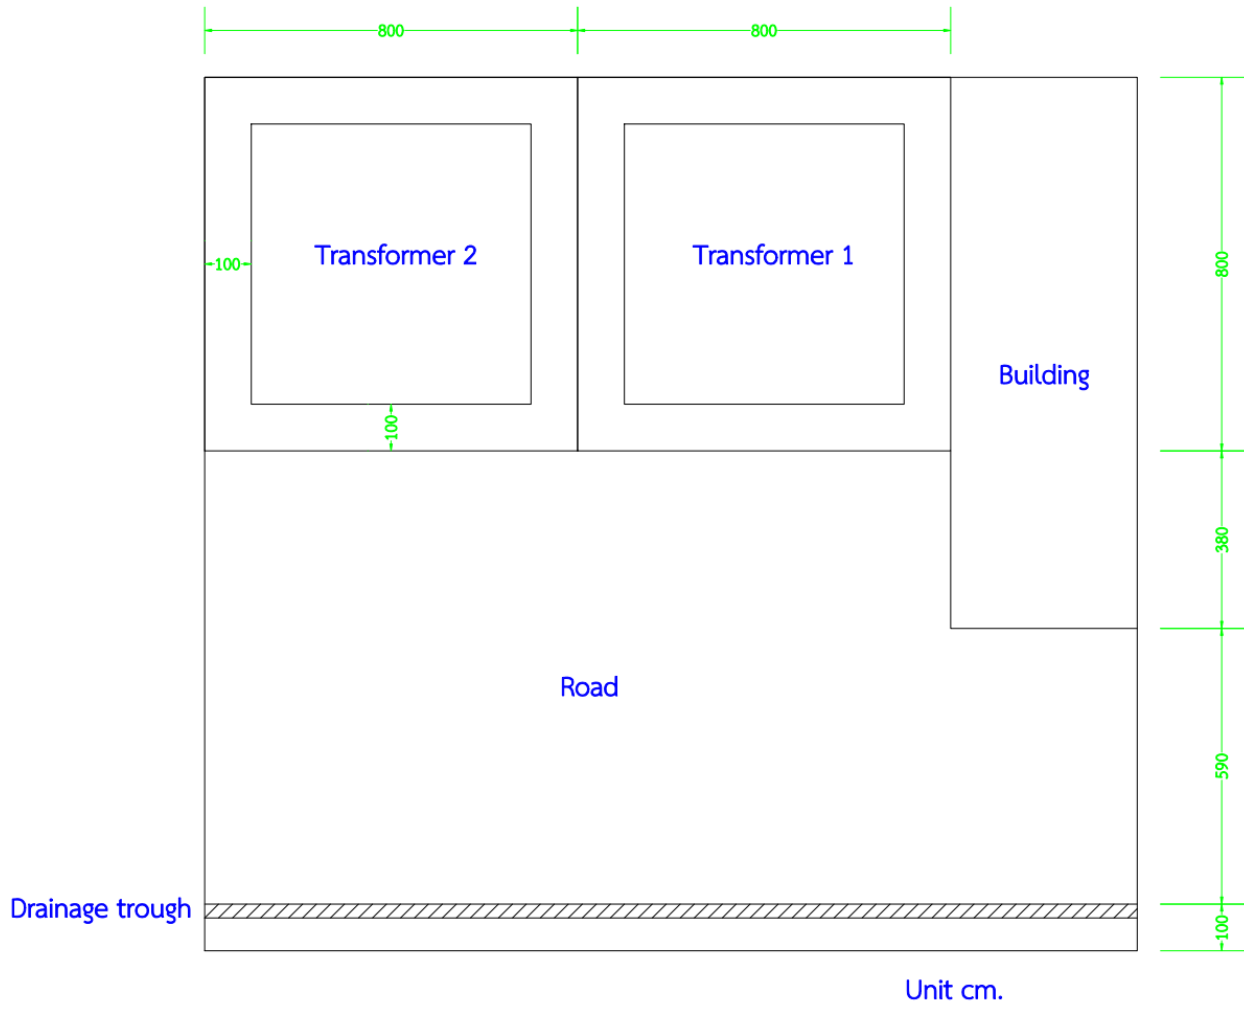 800
800
Transformer 2
Transformer 1
100
800
Building
100
380
Road
590
Drainage trough
100
Unit cm.